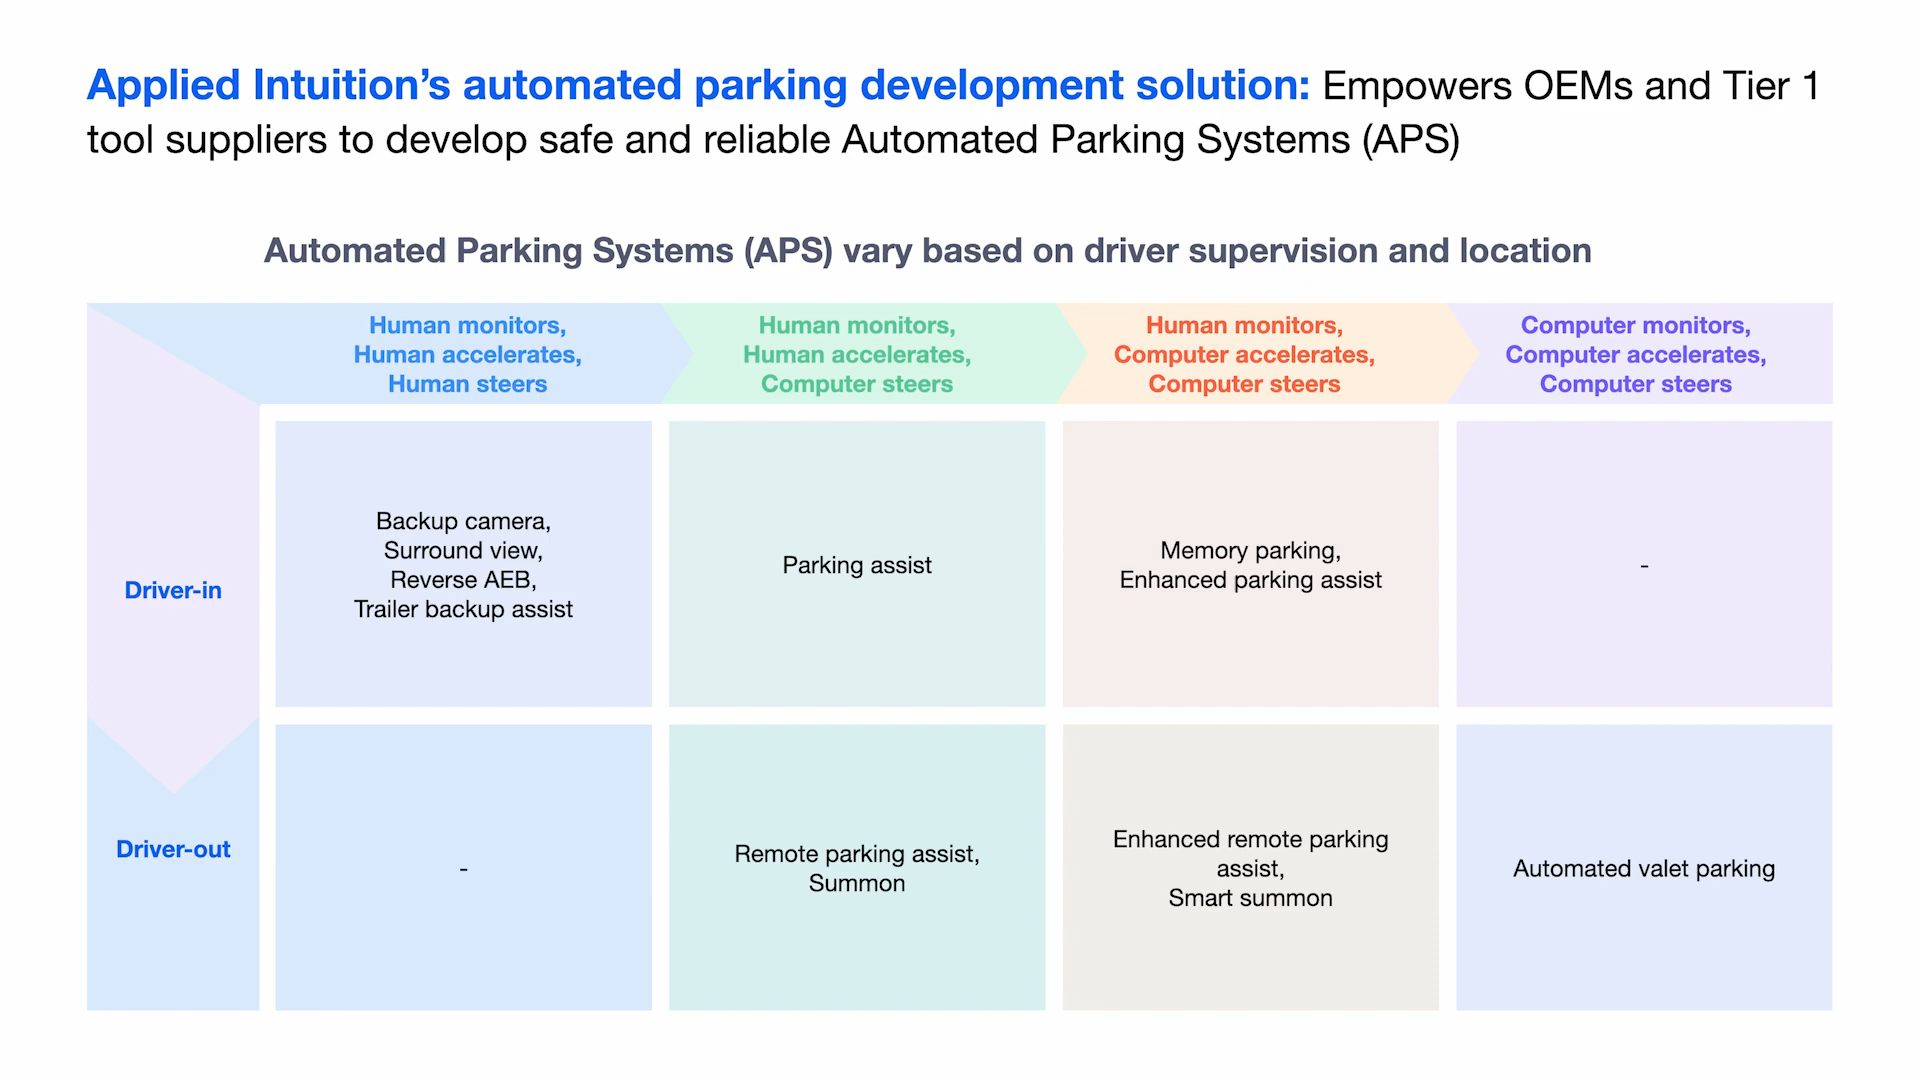 Applied Intuition’s automated parking development solution: Empowers OEMs and Tier 1
tool suppliers to develop safe and reliable Automated Parking Systems (APS)
Automated Parking Systems (APS) vary based on driver supervision and location
Human monitors,
Human accelerates,
Human steers
Human monitors,
Human accelerates,
Computer steers
Human monitors,
Computer accelerates,
Computer steers
Computer monitors,
Computer accelerates,
Computer steers
Driver-in
Backup camera,
Surround view,
Reverse AEB,
Trailer backup assist
Parking assist
Memory parking,
Enhanced parking assist
-
Driver-out
-
Remote parking assist,
Summon
Enhanced remote parking
assist,
Smart summon
Automated valet parking